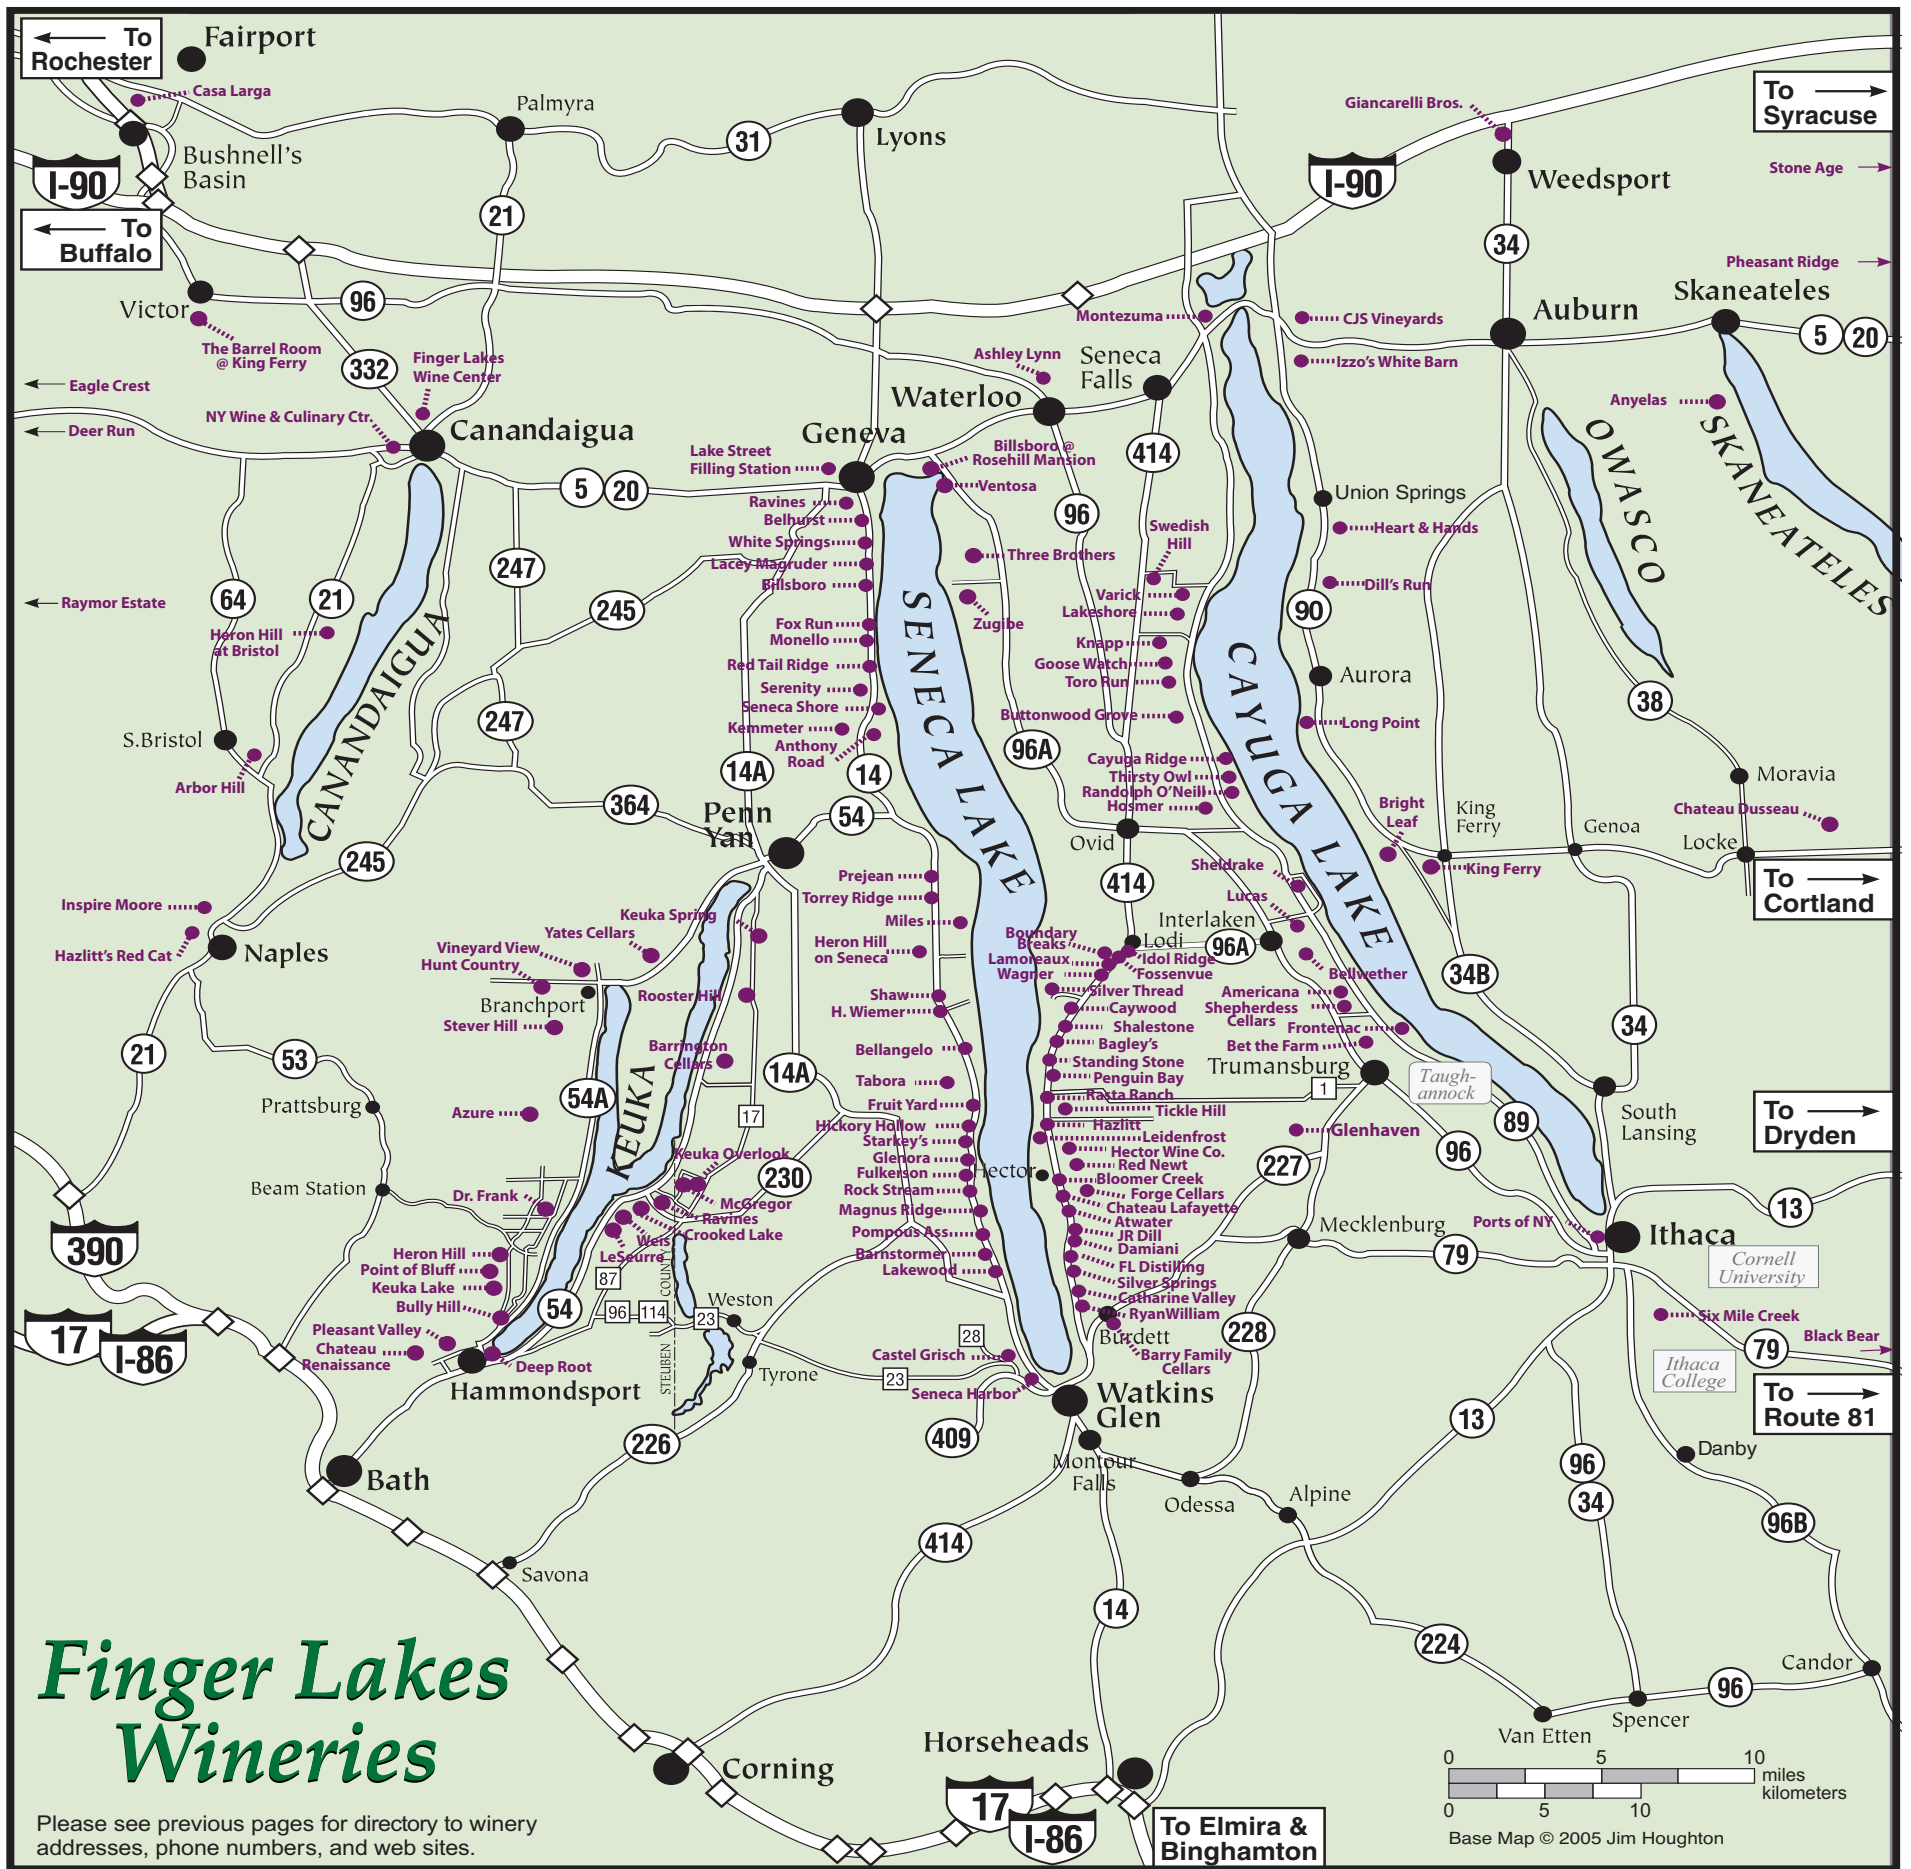 To
Rochester
Fairport
Casa Larga
Palmyra
31
Lyons
Giancarelli Bros.
To
Syracuse
Bushnell's
Basin
I-90
I-90
Weedsport
Stone Age
To
Buffalo
21
34
Pheasant Ridge
Skaneateles
Victor
96
Montezuma
CJS Vineyards
Auburn
5
20
The Barrel Room
@ King Ferry
332
Finger Lakes
Wine Center
Ashley Lynn
Seneca
Falls
Izzo's White Barn
Eagle Crest
NY Wine & Culinary Ctr.
Waterloo
Anyelas
Deer Run
Canandaigua
Geneva
Lake Street
Filling Station
Billsboro @
Rosehill Mansion
414
OWASCO
SKANEATELES
5
20
Ventosa
Union Springs
Ravines
Belhurst
96
Heart & Hands
White Springs
Swedish
Hill
Lacey Magruder
Three Brothers
247
Billsboro
Dill's Run
64
21
245
Raymor Estate
Varick
Lakeshore
90
Heron Hill
at Bristol
Fox Run
Monello
Zugibe
Knapp
Red Tail Ridge
Goose Watch
Toro Run
Aurora
Serenity
Seneca Shore
38
CANANDAIGUA
SENECA LAKE
CAYUGA LAKE
247
Kemmeter
Buttonwood Grove
Long Point
S.Bristol
Anthony
Road
96A
Arbor Hill
14A
14
Cayuga Ridge
Thirsty Owl
Randolph O'Neill
Hosmer
Moravia
364
Penn
Yan
54
Bright
Leaf
King
Ferry
Genoa
Chateau Dusseau
Locke
245
Ovid
Sheldrake
King Ferry
Prejean
414
To
Cortland
Inspire Moore
Torrey Ridge
Lucas
Keuka Spring
Miles
Interlaken
Hazlitt's Red Cat
Naples
Yates Cellars
Vineyard View
Hunt Country
Heron Hill
on Seneca
Boundary
Breaks
Lodi
96A
Lamoreaux
Idol Ridge
Wagner
Fossenvue
Bellwether
34B
Branchport
Rooster Hill
Shaw
Silver Thread
Americana
Stever Hill
H. Wiemer
Caywood
Shepherdess
Cellars
34
Shalestone
Frontenac
21
53
Barrington
Cellars
Bellangelo
Bagley's
Bet the Farm
Standing Stone
Trumansburg
14A
Tabora
Penguin Bay
1
Taugh-
annock
54A
KEUKA
Fruit Yard
Rasta Ranch
Prattsburg
Azure
17
Tickle Hill
89
South
Lansing
To
Dryden
Hickory Hollow
Hazlitt
Starkey's
Leidenfrost
Glenhaven
Keuka Overlook
Glenora
Hector
Hector Wine Co.
227
96
Beam Station
230
Fulkerson
Red Newt
Dr. Frank
Rock Stream
Bloomer Creek
McGregor
Forge Cellars
13
Ravines
Magnus Ridge
Chateau Lafayette
390
Weis
Crooked Lake
Pompous Ass
Atwater
Mecklenburg
Ports of NY
Ithaca
Heron Hill
LeSeurre
JR Dill
Barnstormer
Damiani
79
Cornell
University
Point of Bluff
87
Lakewood
FL Distilling
Keuka Lake
Silver Springs
Bully Hill
54
Weston
Catharine Valley
96
114
23
RyanWilliam
Six Mile Creek
17
I-86
Pleasant Valley
Chateau
Renaissance
28
Burdett
228
79
Black Bear
Deep Root
STEUBEN
COUNTY
Castel Grisch
Barry Family
Cellars
Ithaca
College
Hammondsport
Tyrone
23
Seneca Harbor
Watkins
Glen
To
Route 81
226
409
13
Bath
Montour
Falls
Danby
96
Odessa
Alpine
34
96B
414
Savona
14
224
Candor
Finger Lakes
Wineries
96
Van Etten
Spencer
Corning
Horseheads
0
5
10
miles
kilometers
0
5
10
Please see previous pages for directory to winery
addresses, phone numbers, and web sites.
17
I-86
To Elmira &
Binghamton
Base Map © 2005 Jim Houghton